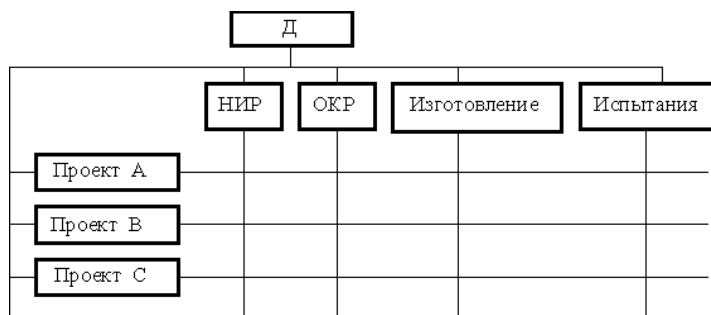 Д
НИР
ОКР
Изготовление
Испытания
Проект А
Проект В
Проект С